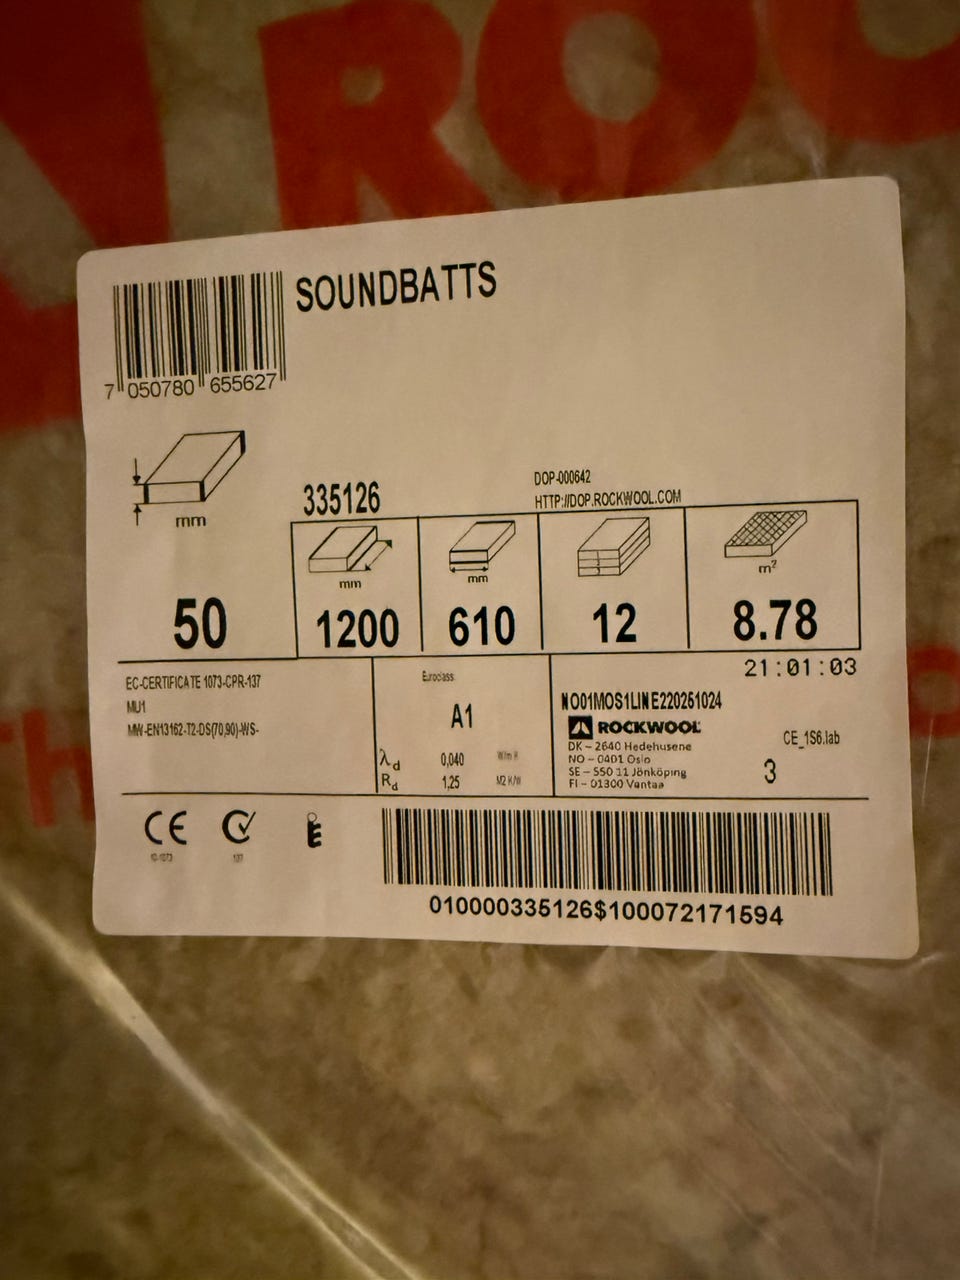 ROC
SOUNDBATTS
7 050780 655627
335126
DOP-000642
HTTP://DOP.ROCKWOOL.COM
mm
mm
mm
m²
50
1200
610
12
8.78
21:01:03
EC-CERTIFICATE 1073-CPR-137
MU1
MW-EN13162-T2-DS(70,90)-WS-
Euroclass
A1
λd 0,040 W/m K
Rd 1,25 M2 K/W
NO01MOS1LINE220251024
ROCKWOOL
DK – 2640 Hedehusene
NO – 0401 Oslo
SE – 550 11 Jönköping
FI – 01300 Vantaa
CE_1S6.lab
3
CE
E
137
010000335126$100072171594